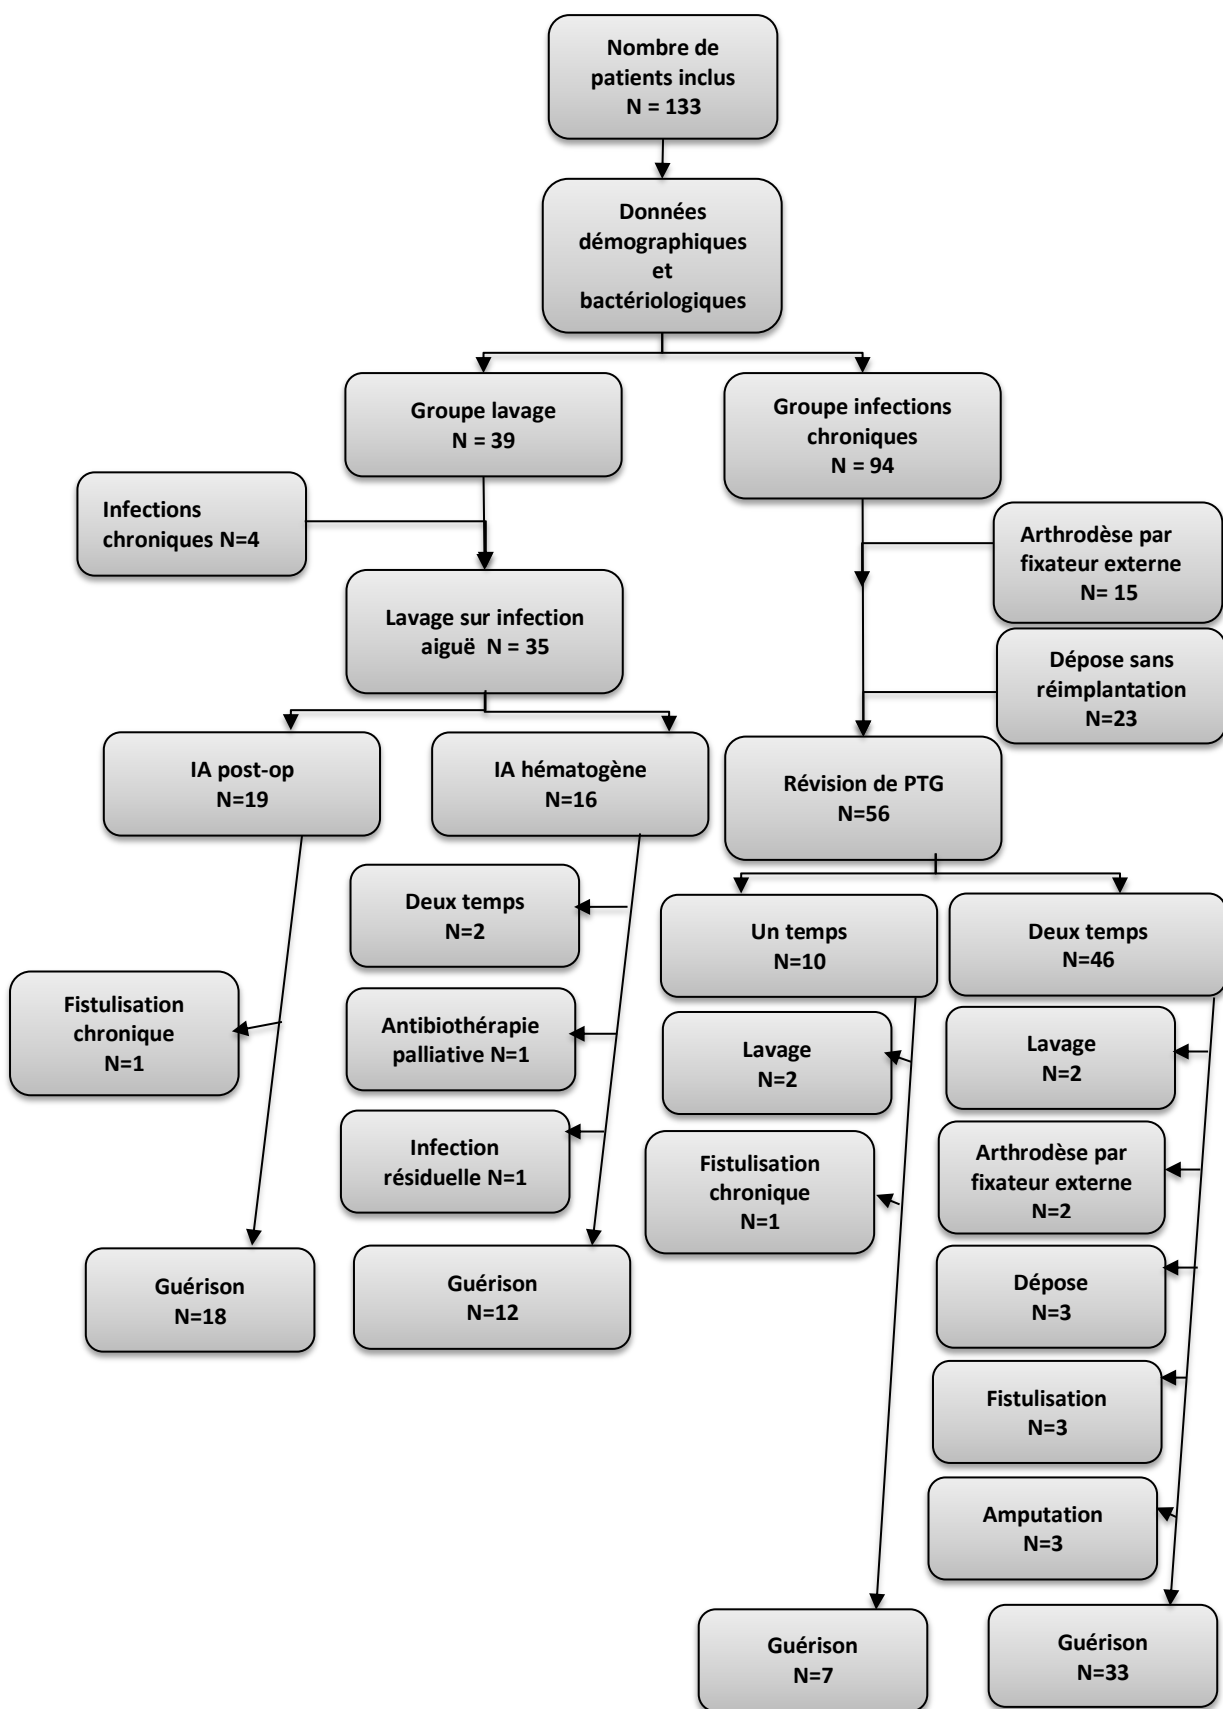 Nombre de
patients inclus
N = 133
Données
démographiques
et
bactériologiques
Groupe lavage
N = 39
Groupe infections
chroniques
N = 94
Infections
chroniques N=4
Arthrodèse par
fixateur externe
N= 15
Lavage sur infection
aiguë N = 35
Dépose sans
réimplantation
N=23
IA post-op
N=19
IA hématogène
N=16
Révision de PTG
N=56
Deux temps
N=2
Un temps
N=10
Deux temps
N=46
Fistulisation
chronique
N=1
Antibiothérapie
palliative N=1
Lavage
N=2
Lavage
N=2
Infection
résiduelle N=1
Fistulisation
chronique
N=1
Arthrodèse par
fixateur externe
N=2
Guérison
N=18
Guérison
N=12
Dépose
N=3
Fistulisation
N=3
Amputation
N=3
Guérison
N=7
Guérison
N=33